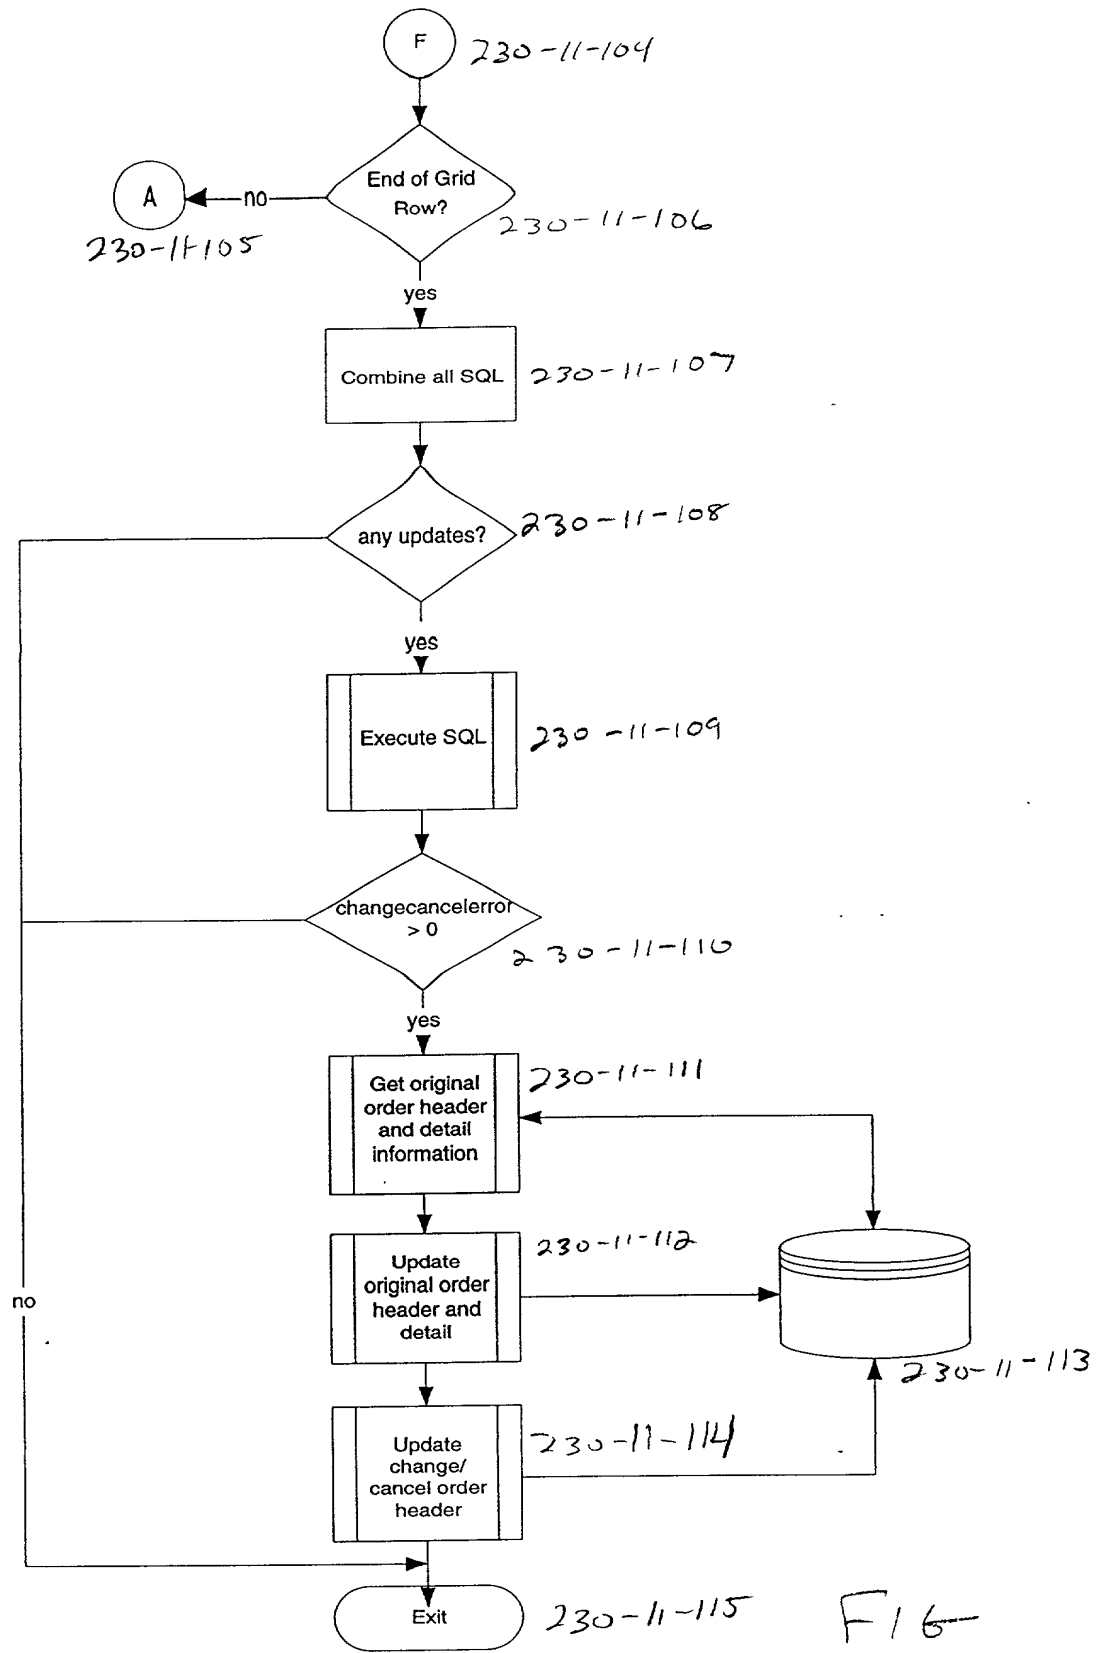 F
230-11-104
End of Grid
Row?
230-11-106
no
A
230-11-105
yes
Combine all SQL
230-11-107
any updates?
230-11-108
yes
Execute SQL
230-11-109
changecancelerror
> 0
230-11-110
yes
Get original
order header
and detail
information
230-11-111
Update
original order
header and
detail
230-11-112
230-11-113
no
Update
change/
cancel order
header
230-11-114
Exit
230-11-115
FIG